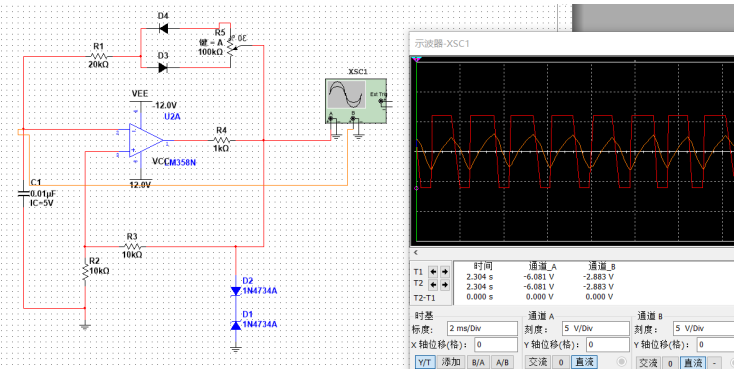 D4
R5
键 = A
30 %
100kΩ
R1
20kΩ
D3
VEE
-12.0V
U2A
R4
1kΩ
VCC
LM358N
12.0V
C1
0.01µF
IC=5V
R3
10kΩ
R2
10kΩ
D2
1N4734A
D1
1N4734A
XSC1
Ext Trig
A
B
示波器-XSC1
时间 通道_A 通道_B
T1 2.304 s -6.081 V -2.883 V
T2 2.304 s -6.081 V -2.883 V
T2-T1 0.000 s 0.000 V 0.000 V
时基 通道 A 通道 B
标度: 2 ms/Div 刻度: 5 V/Div 刻度: 5 V/Div
X 轴位移(格): 0 Y 轴位移(格): 0 Y 轴位移(格): 0
Y/T 添加 B/A A/B 交流 0 直流 交流 0 直流 -